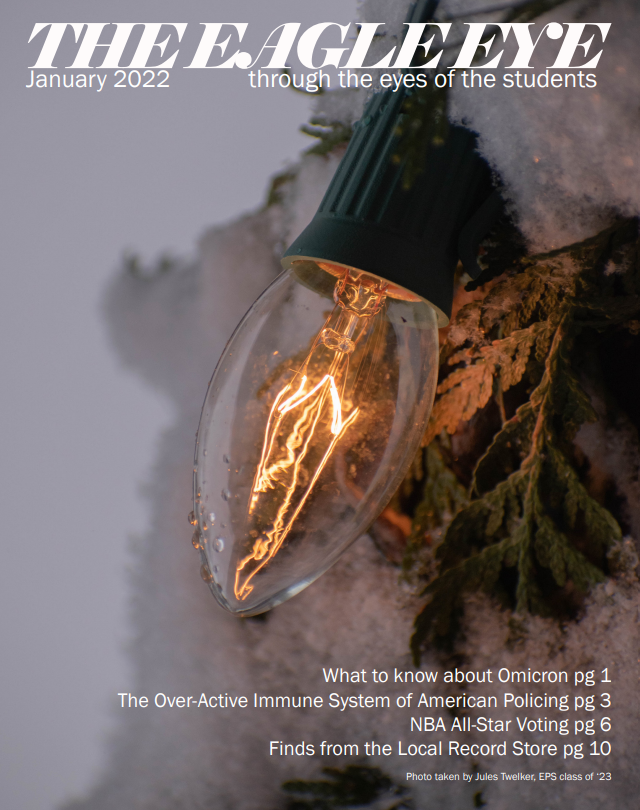 THE EAGLE EYE
January 2022 through the eyes of the students
What to know about Omicron pg 1
The Over-Active Immune System of American Policing pg 3
NBA All-Star Voting pg 6
Finds from the Local Record Store pg 10
Photo taken by Jules Twelker, EPS class of ‘23